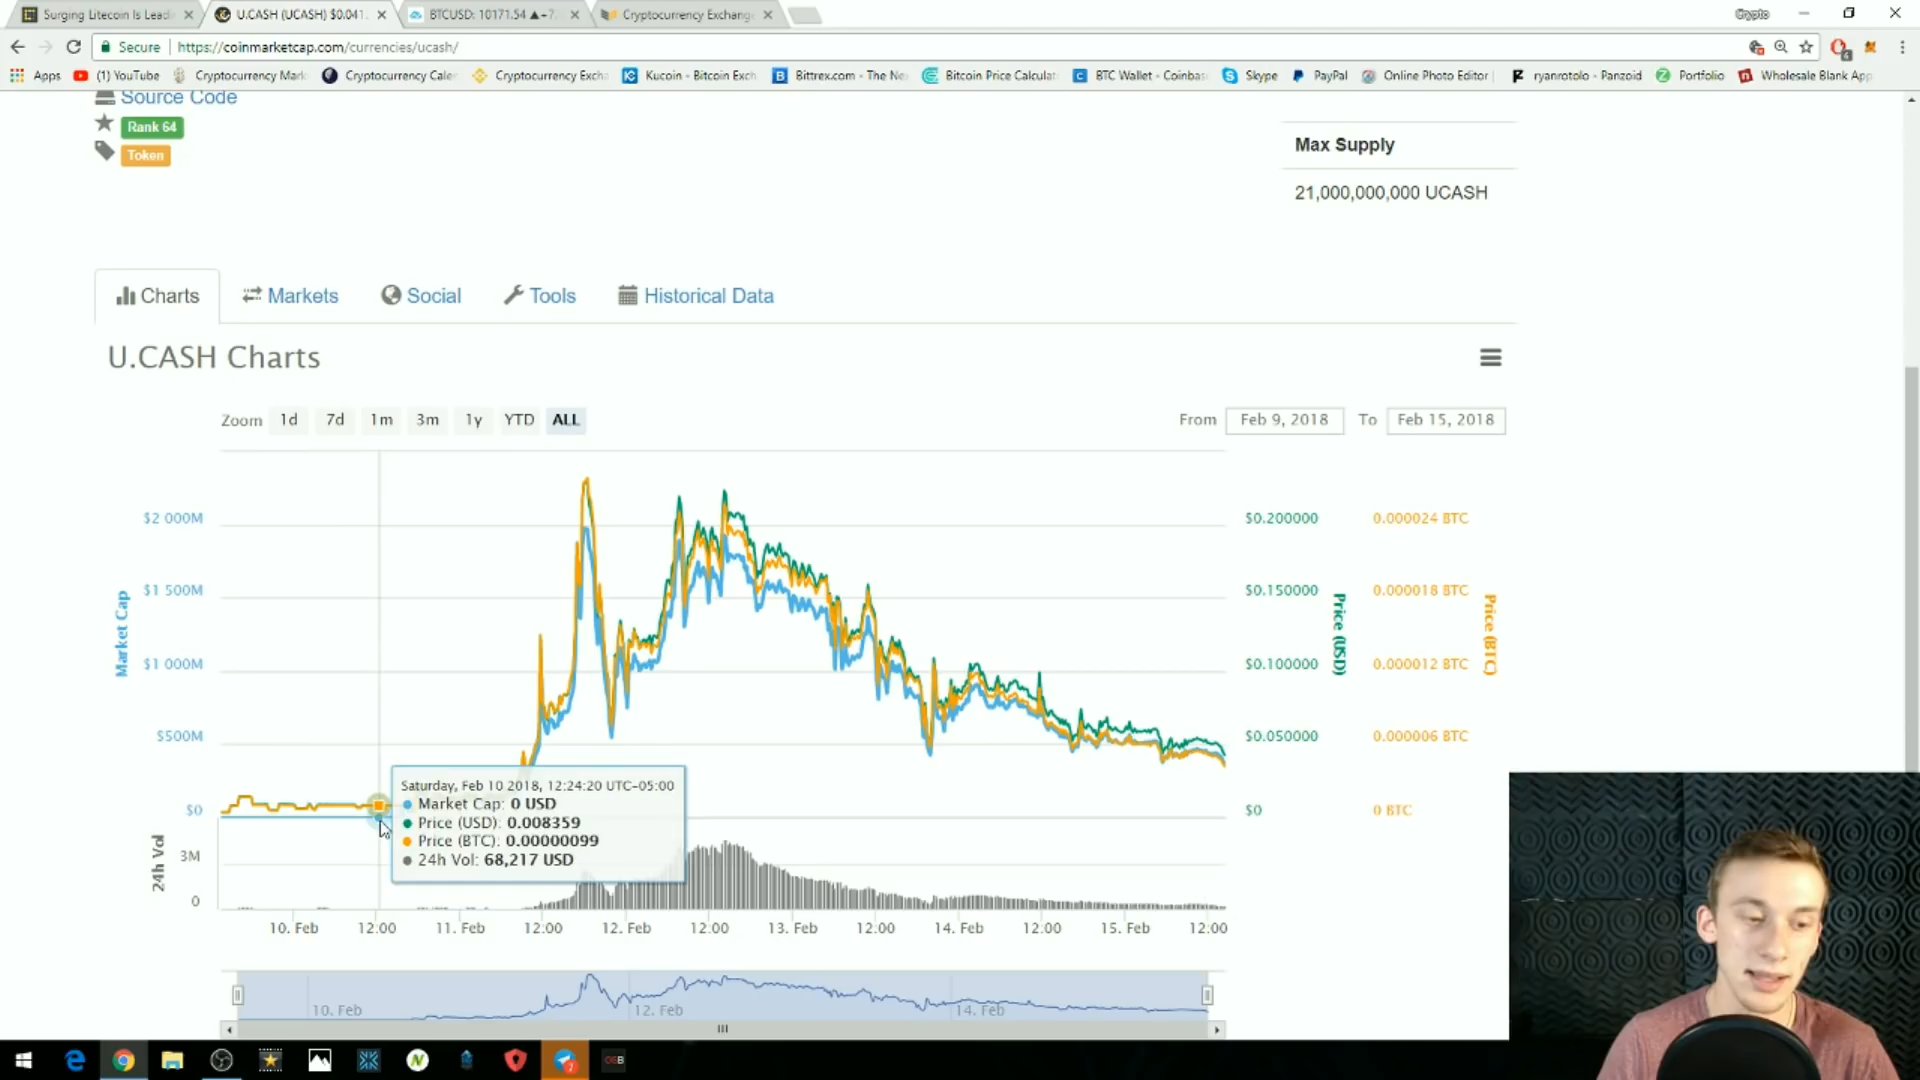 Surging Litecoin Is Leadi
U.CASH (UCASH) $0.041
BTCUSD: 10171.54 ▲+7.
Cryptocurrency Exchang
Crypto
Secure
https://coinmarketcap.com/currencies/ucash/
Apps
(1) YouTube
Cryptocurrency Mark
Cryptocurrency Cale
Cryptocurrency Exch
Kucoin - Bitcoin Exch
Bittrex.com - The Ne
Bitcoin Price Calcula
BTC Wallet - Coinbas
Skype
PayPal
Online Photo Editor
ryanrotolo - Panzoid
Portfolio
Wholesale Blank App
Source Code
Rank 64
Token
Max Supply
21,000,000,000 UCASH
Charts
Markets
Social
Tools
Historical Data
U.CASH Charts
Zoom 1d 7d 1m 3m 1y YTD ALL
From Feb 9, 2018 To Feb 15, 2018
$2 000M
$1 500M
$1 000M
$500M
$0
Market Cap
3M
0
24h Vol
$0.200000
$0.150000
$0.100000
$0.050000
$0
Price (USD)
0.000024 BTC
0.000018 BTC
0.000012 BTC
0.000006 BTC
0 BTC
Price (BTC)
Saturday, Feb 10 2018, 12:24:20 UTC-05:00
Market Cap: 0 USD
Price (USD): 0.008359
Price (BTC): 0.00000099
24h Vol: 68,217 USD
10. Feb 12:00 11. Feb 12:00 12. Feb 12:00 13. Feb 12:00 14. Feb 12:00 15. Feb 12:00
10. Feb 12. Feb 14. Feb